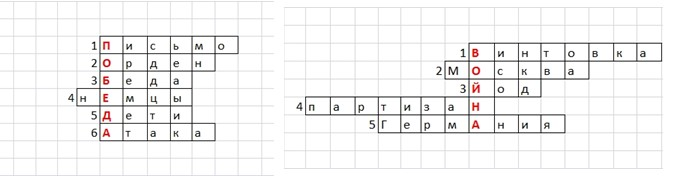 1 Письмо
2 Орден
3 Беда
4 нЕмцы
5 Дети
6 Атака
1 Винтовка
2 МОсква
3 Йод
4 партизаН
5 ГермАния